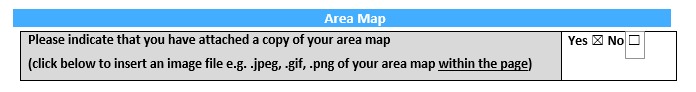 Area Map
Please indicate that you have attached a copy of your area map Yes ☒ No ☐
(click below to insert an image file e.g. .jpeg, .gif, .png of your area map within the page)